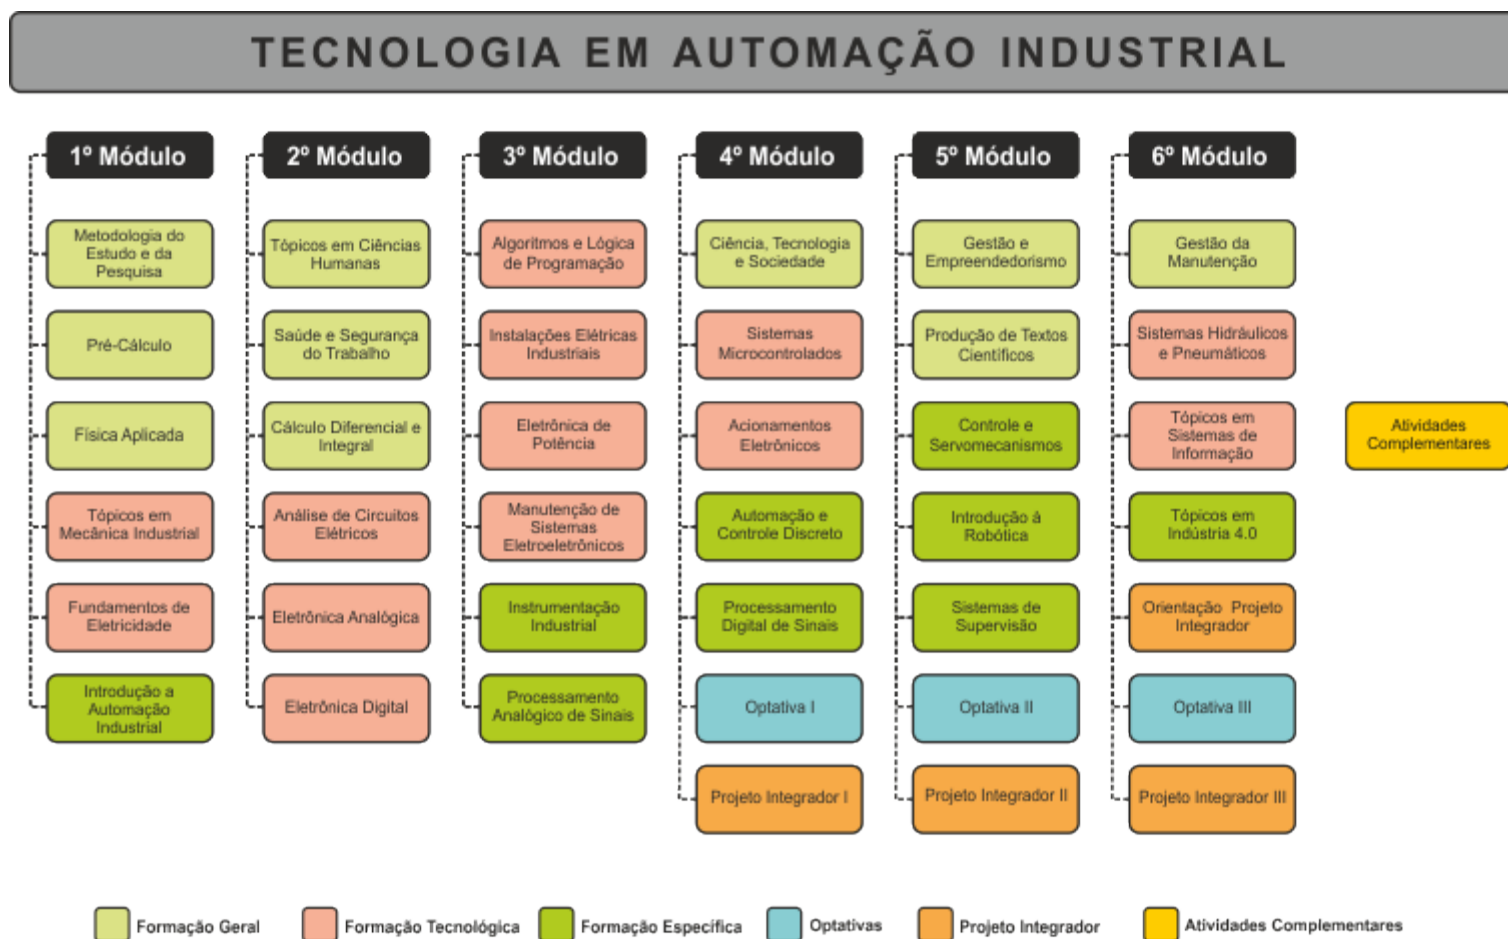 TECNOLOGIA EM AUTOMAÇÃO INDUSTRIAL
1º Módulo
Metodologia do
Estudo e da
Pesquisa
Pré-Cálculo
Física Aplicada
Tópicos em
Mecânica Industrial
Fundamentos de
Eletricidade
Introdução a
Automação
Industrial
2º Módulo
Tópicos em Ciências
Humanas
Saúde e Segurança
do Trabalho
Cálculo Diferencial e
Integral
Análise de Circuitos
Elétricos
Eletrônica Analógica
Eletrônica Digital
3º Módulo
Algoritmos e Lógica
de Programação
Instalações Elétricas
Industriais
Eletrônica de
Potência
Manutenção de
Sistemas
Eletroeletrônicos
Instrumentação
Industrial
Processamento
Analógico de Sinais
4º Módulo
Ciência, Tecnologia
e Sociedade
Sistemas
Microcontrolados
Acionamentos
Eletrônicos
Automação e
Controle Discreto
Processamento
Digital de Sinais
Optativa I
Projeto Integrador I
5º Módulo
Gestão e
Empreendedorismo
Produção de Textos
Científicos
Controle e
Servomecanismos
Introdução á
Robótica
Sistemas de
Supervisão
Optativa II
Projeto Integrador II
6º Módulo
Gestão da
Manutenção
Sistemas Hidráulicos
e Pneumáticos
Tópicos em
Sistemas de
Informação
Tópicos em
Indústria 4.0
Orientação Projeto
Integrador
Optativa III
Projeto Integrador III
Atividades
Complementares
Formação Geral
Formação Tecnológica
Formação Específica
Optativas
Projeto Integrador
Atividades Complementares